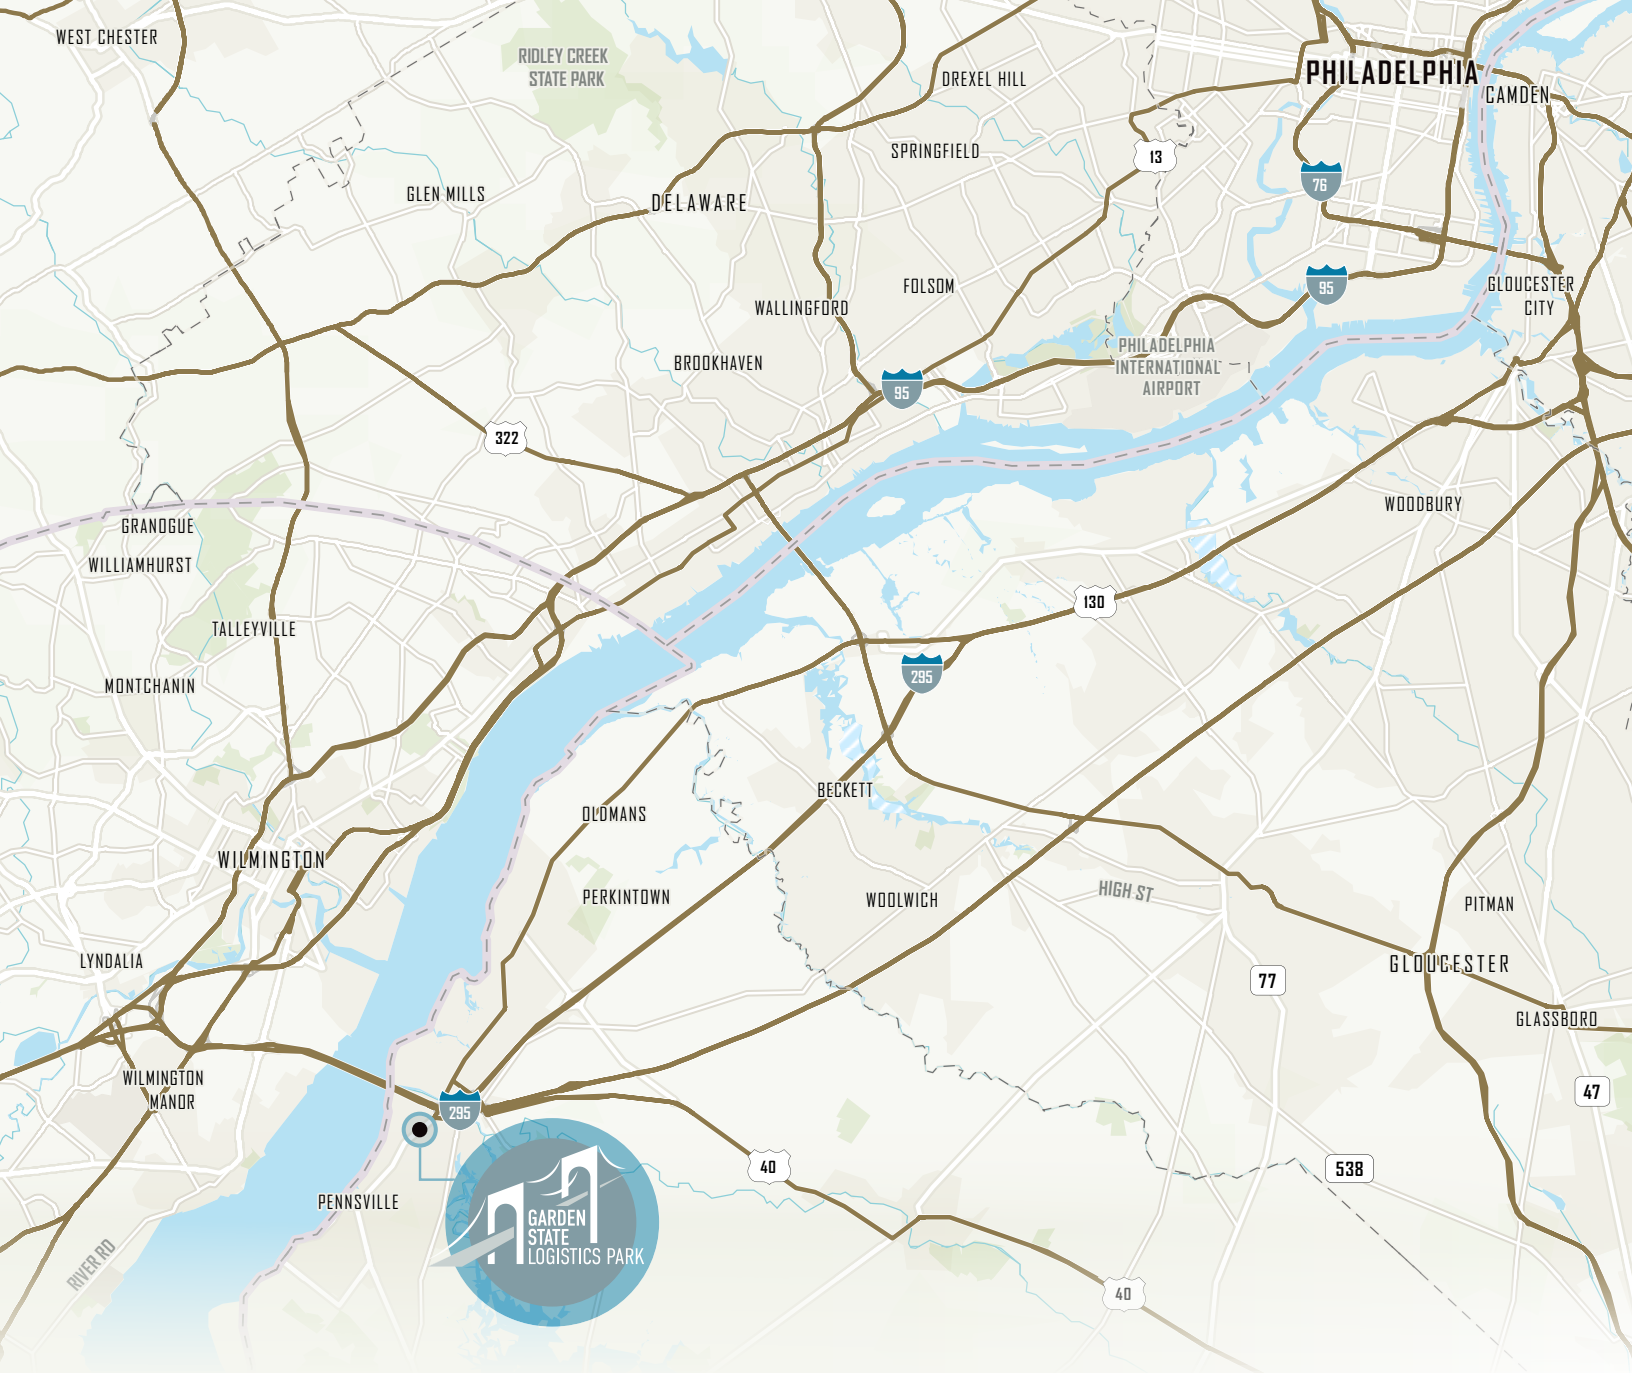 WEST CHESTER
RIDLEY CREEK
STATE PARK
DREXEL HILL
PHILADELPHIA
CAMDEN
SPRINGFIELD
13
76
GLEN MILLS
DELAWARE
FOLSOM
95
GLOUCESTER
CITY
WALLINGFORD
PHILADELPHIA
INTERNATIONAL
AIRPORT
BROOKHAVEN
95
322
WOODBURY
GRANOGUE
WILLIAMHURST
130
TALLEYVILLE
295
MONTCHANIN
BECKETT
OLDMANS
WILMINGTON
HIGH ST
PERKINTOWN
WOOLWICH
PITMAN
LYNDALIA
GLOUCESTER
77
GLASSBORO
WILMINGTON
MANOR
47
295
40
538
PENNSVILLE
GARDEN
STATE
LOGISTICS PARK
RIVER RD
40